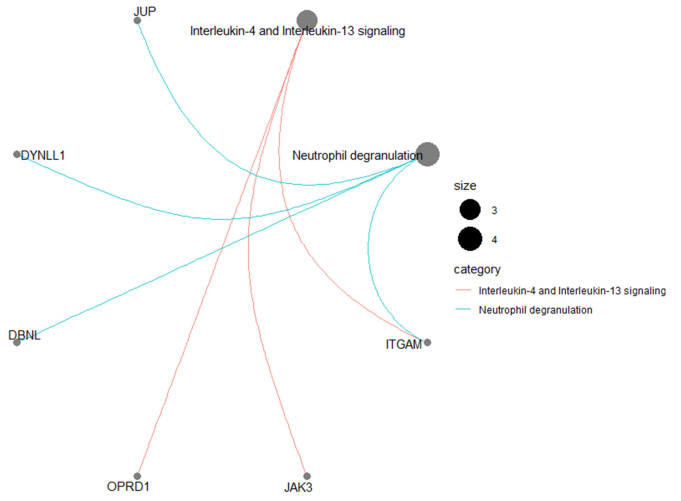 JUP
Interleukin-4 and Interleukin-13 signaling
DYNLL1
Neutrophil degranulation
size
3
4
category
Interleukin-4 and Interleukin-13 signaling
Neutrophil degranulation
DBNL
ITGAM
OPRD1
JAK3